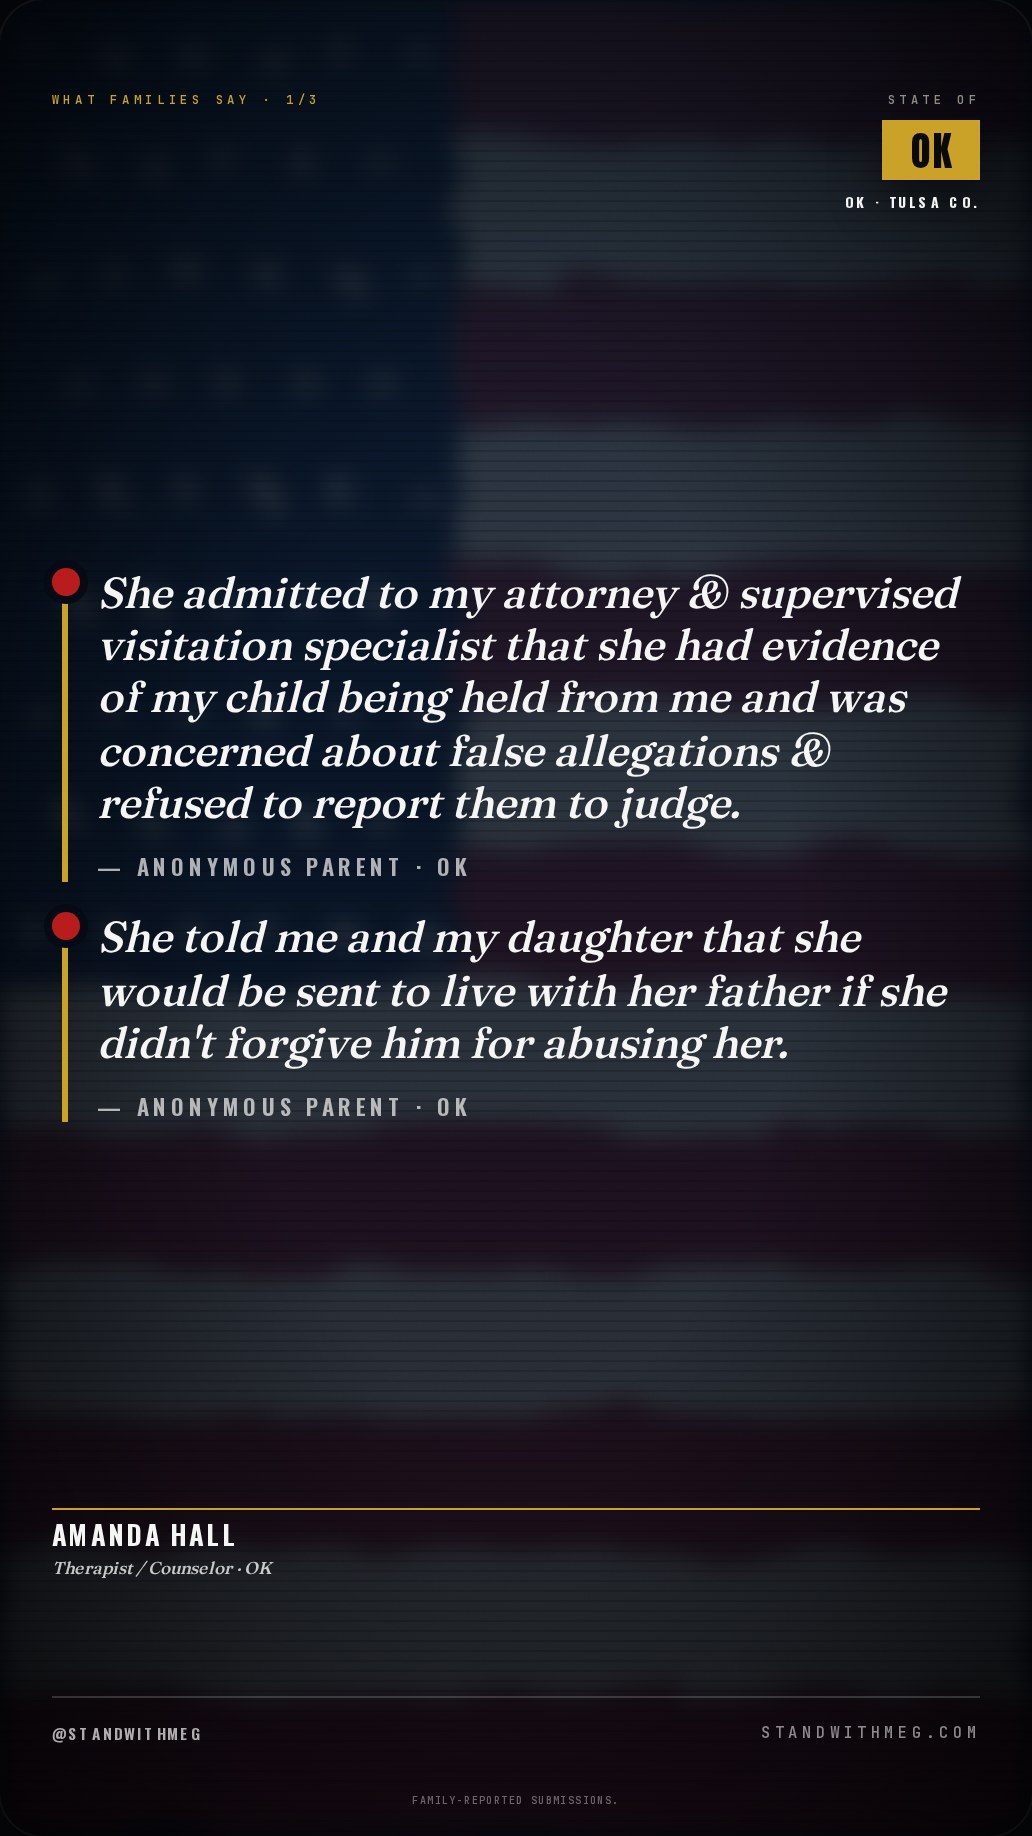 WHAT FAMILIES SAY · 1/3
STATE OF
OK
OK · TULSA CO.
She admitted to my attorney & supervised
visitation specialist that she had evidence
of my child being held from me and was
concerned about false allegations &
refused to report them to judge.
— ANONYMOUS PARENT · OK
She told me and my daughter that she
would be sent to live with her father if she
didn't forgive him for abusing her.
— ANONYMOUS PARENT · OK
AMANDA HALL
Therapist / Counselor · OK
@STANDWITHMEG
STANDWITHMEG.COM
FAMILY-REPORTED SUBMISSIONS.